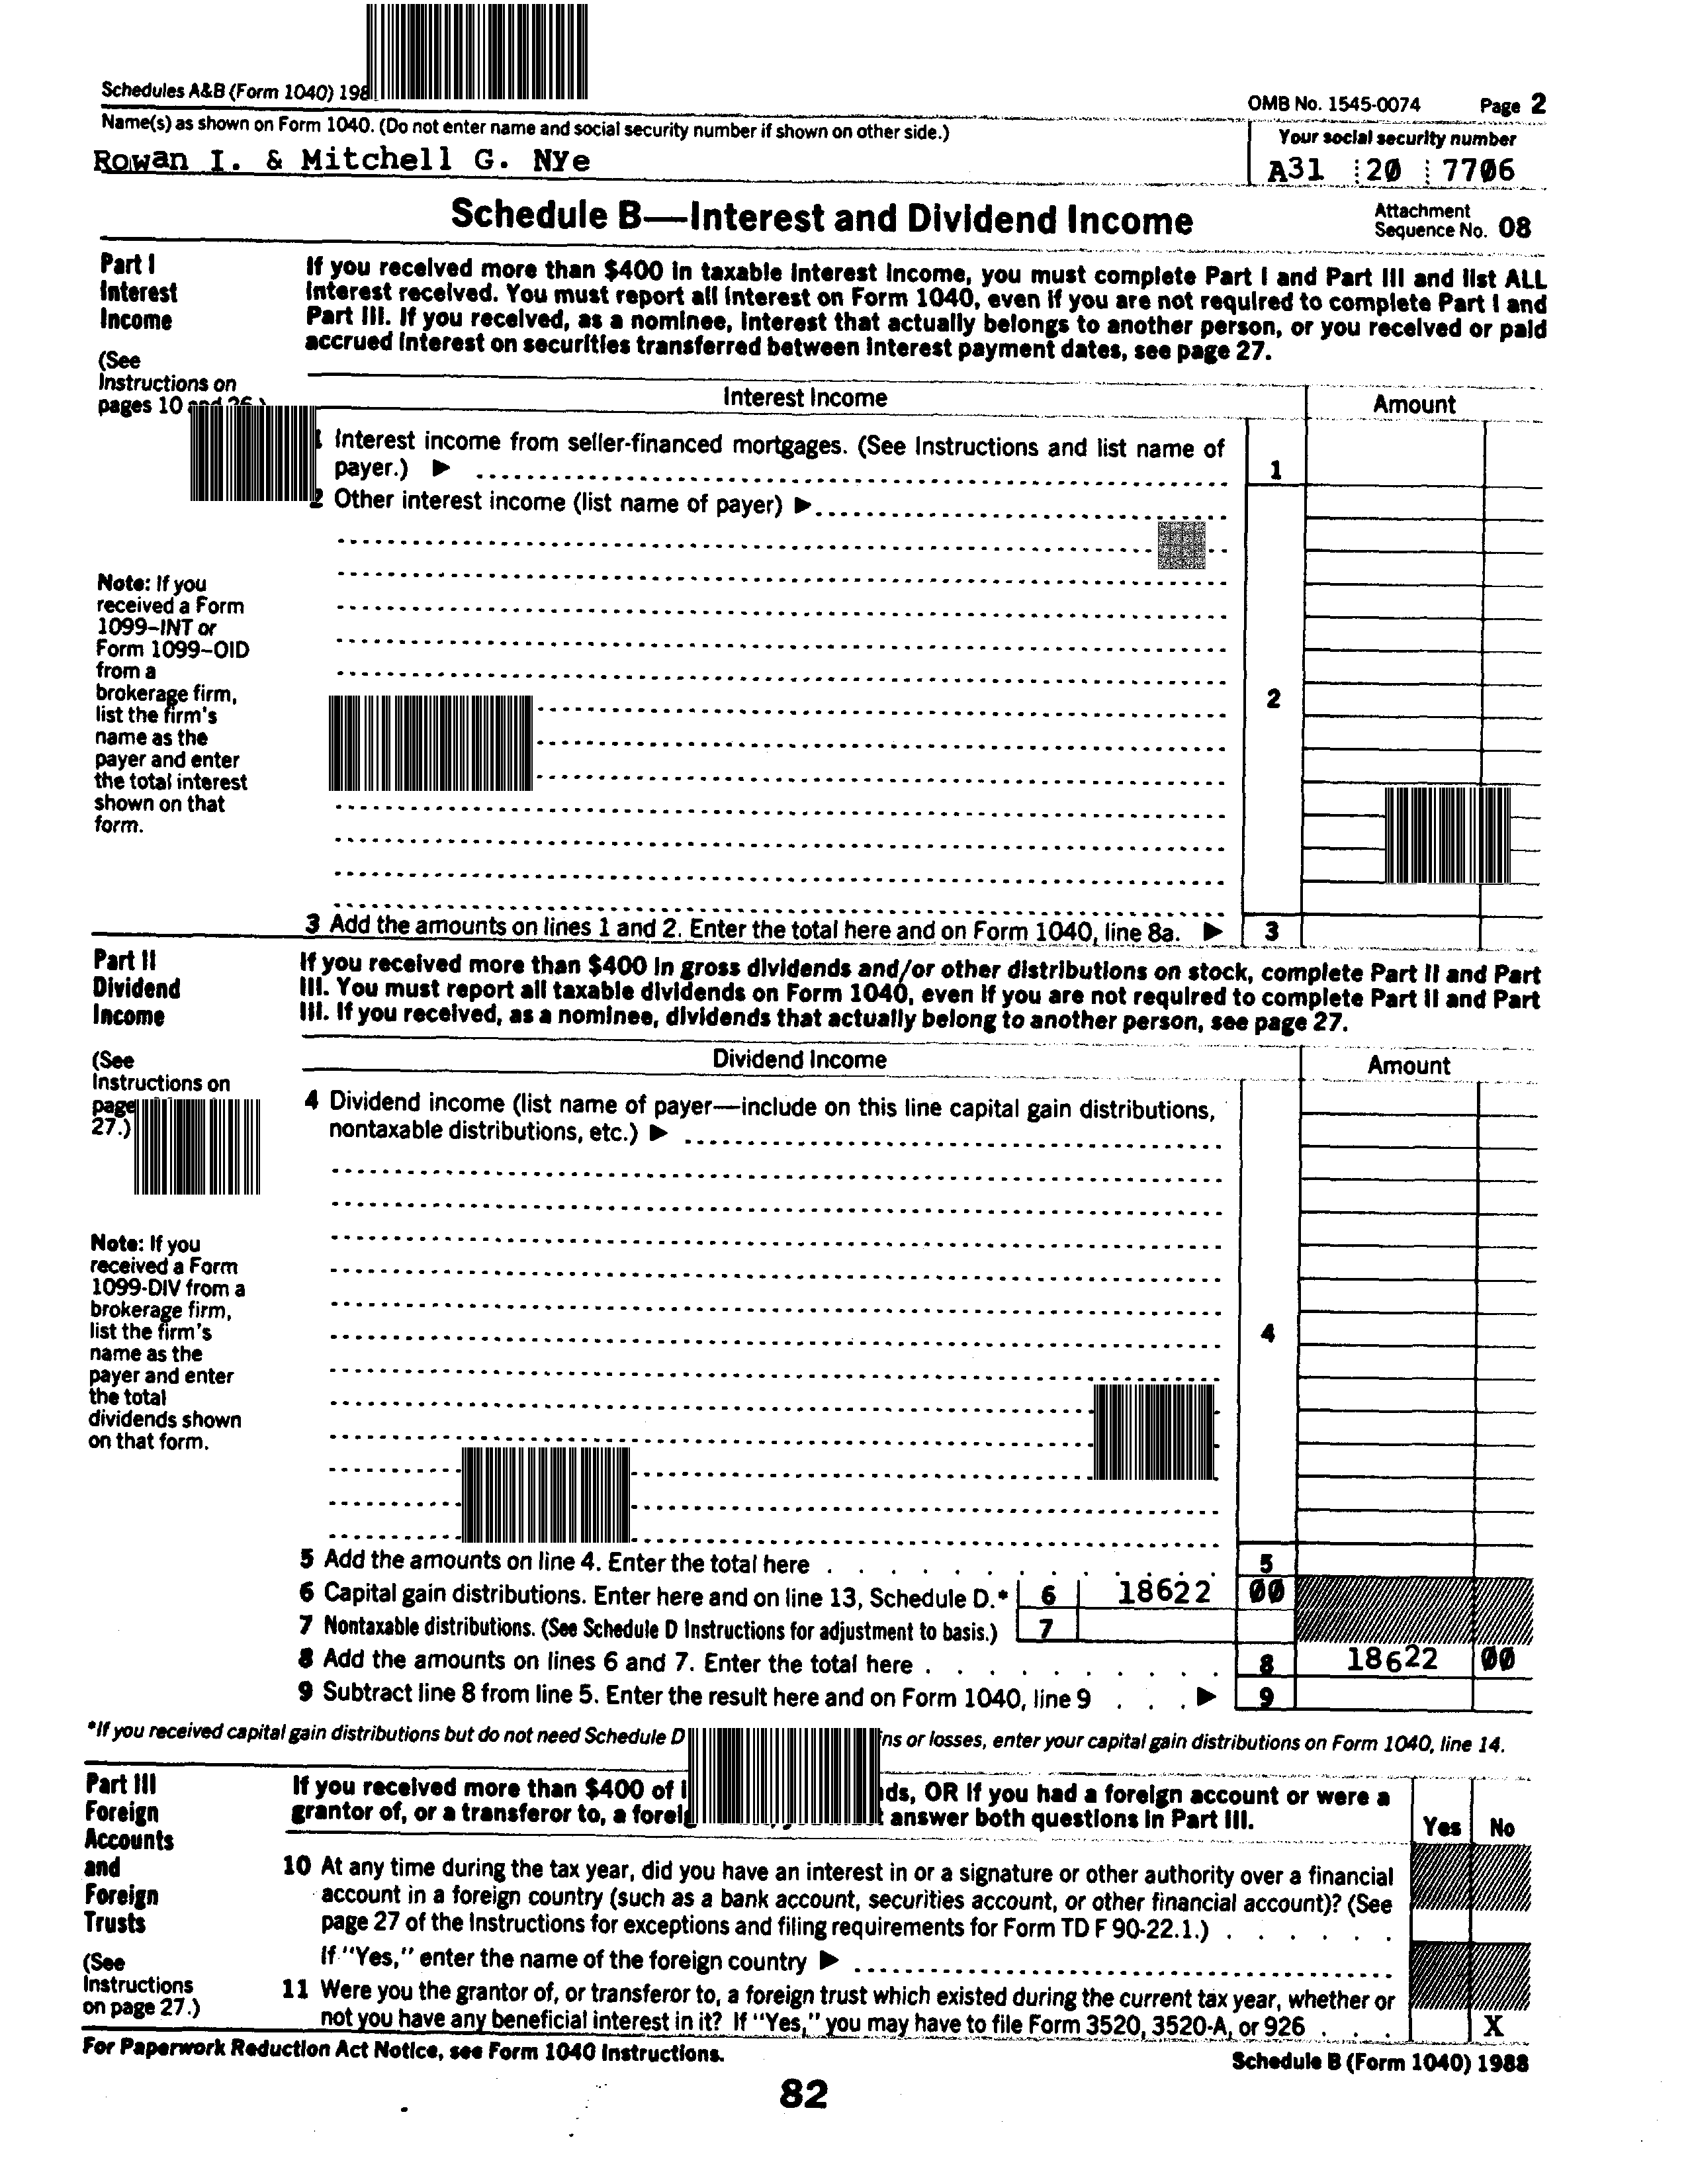 Schedules A&B (Form 1040) 198
OMB No. 1545-0074 Page 2
Name(s) as shown on Form 1040. (Do not enter name and social security number if shown on other side.)
Your social security number
Rowan I. & Mitchell G. NYe
A31 20 7706
Schedule B—Interest and Dividend Income
Attachment
Sequence No. 08
Part I
Interest
Income
(See
Instructions on
pages 10 and 26.)
If you received more than $400 in taxable interest income, you must complete Part I and Part III and list ALL
interest received. You must report all interest on Form 1040, even if you are not required to complete Part I and
Part III. If you received, as a nominee, interest that actually belongs to another person, or you received or paid
accrued interest on securities transferred between interest payment dates, see page 27.
Interest Income
Amount
1 Interest income from seller-financed mortgages. (See Instructions and list name of
payer.) ▶
1
2 Other interest income (list name of payer) ▶
Note: If you
received a Form
1099–INT or
Form 1099–OID
from a
brokerage firm,
list the firm's
name as the
payer and enter
the total interest
shown on that
form.
2
3 Add the amounts on lines 1 and 2. Enter the total here and on Form 1040, line 8a. ▶ 3
Part II
Dividend
Income
(See
Instructions on
page
27.)
If you received more than $400 in gross dividends and/or other distributions on stock, complete Part II and Part
III. You must report all taxable dividends on Form 1040, even if you are not required to complete Part II and Part
III. If you received, as a nominee, dividends that actually belong to another person, see page 27.
Dividend Income
Amount
4 Dividend income (list name of payer—include on this line capital gain distributions,
nontaxable distributions, etc.) ▶
Note: If you
received a Form
1099-DIV from a
brokerage firm,
list the firm's
name as the
payer and enter
the total
dividends shown
on that form.
4
5 Add the amounts on line 4. Enter the total here . . . . . . . . . . . . 5
6 Capital gain distributions. Enter here and on line 13, Schedule D.* 6 18622 00
7 Nontaxable distributions. (See Schedule D Instructions for adjustment to basis.) 7
8 Add the amounts on lines 6 and 7. Enter the total here . . . . . . . . . 8 18622 00
9 Subtract line 8 from line 5. Enter the result here and on Form 1040, line 9 . . . ▶ 9
*If you received capital gain distributions but do not need Schedule D ns or losses, enter your capital gain distributions on Form 1040, line 14.
Part III
Foreign
Accounts
and
Foreign
Trusts
(See
Instructions
on page 27.)
If you received more than $400 of i ds, OR if you had a foreign account or were a
grantor of, or a transferor to, a foreig answer both questions in Part III.
Yes No
10 At any time during the tax year, did you have an interest in or a signature or other authority over a financial
account in a foreign country (such as a bank account, securities account, or other financial account)? (See
page 27 of the Instructions for exceptions and filing requirements for Form TD F 90-22.1.) . . . . . .
If "Yes," enter the name of the foreign country ▶
11 Were you the grantor of, or transferor to, a foreign trust which existed during the current tax year, whether or
not you have any beneficial interest in it? If "Yes," you may have to file Form 3520, 3520-A, or 926 . . . X
For Paperwork Reduction Act Notice, see Form 1040 Instructions.
Schedule B (Form 1040) 1988
82